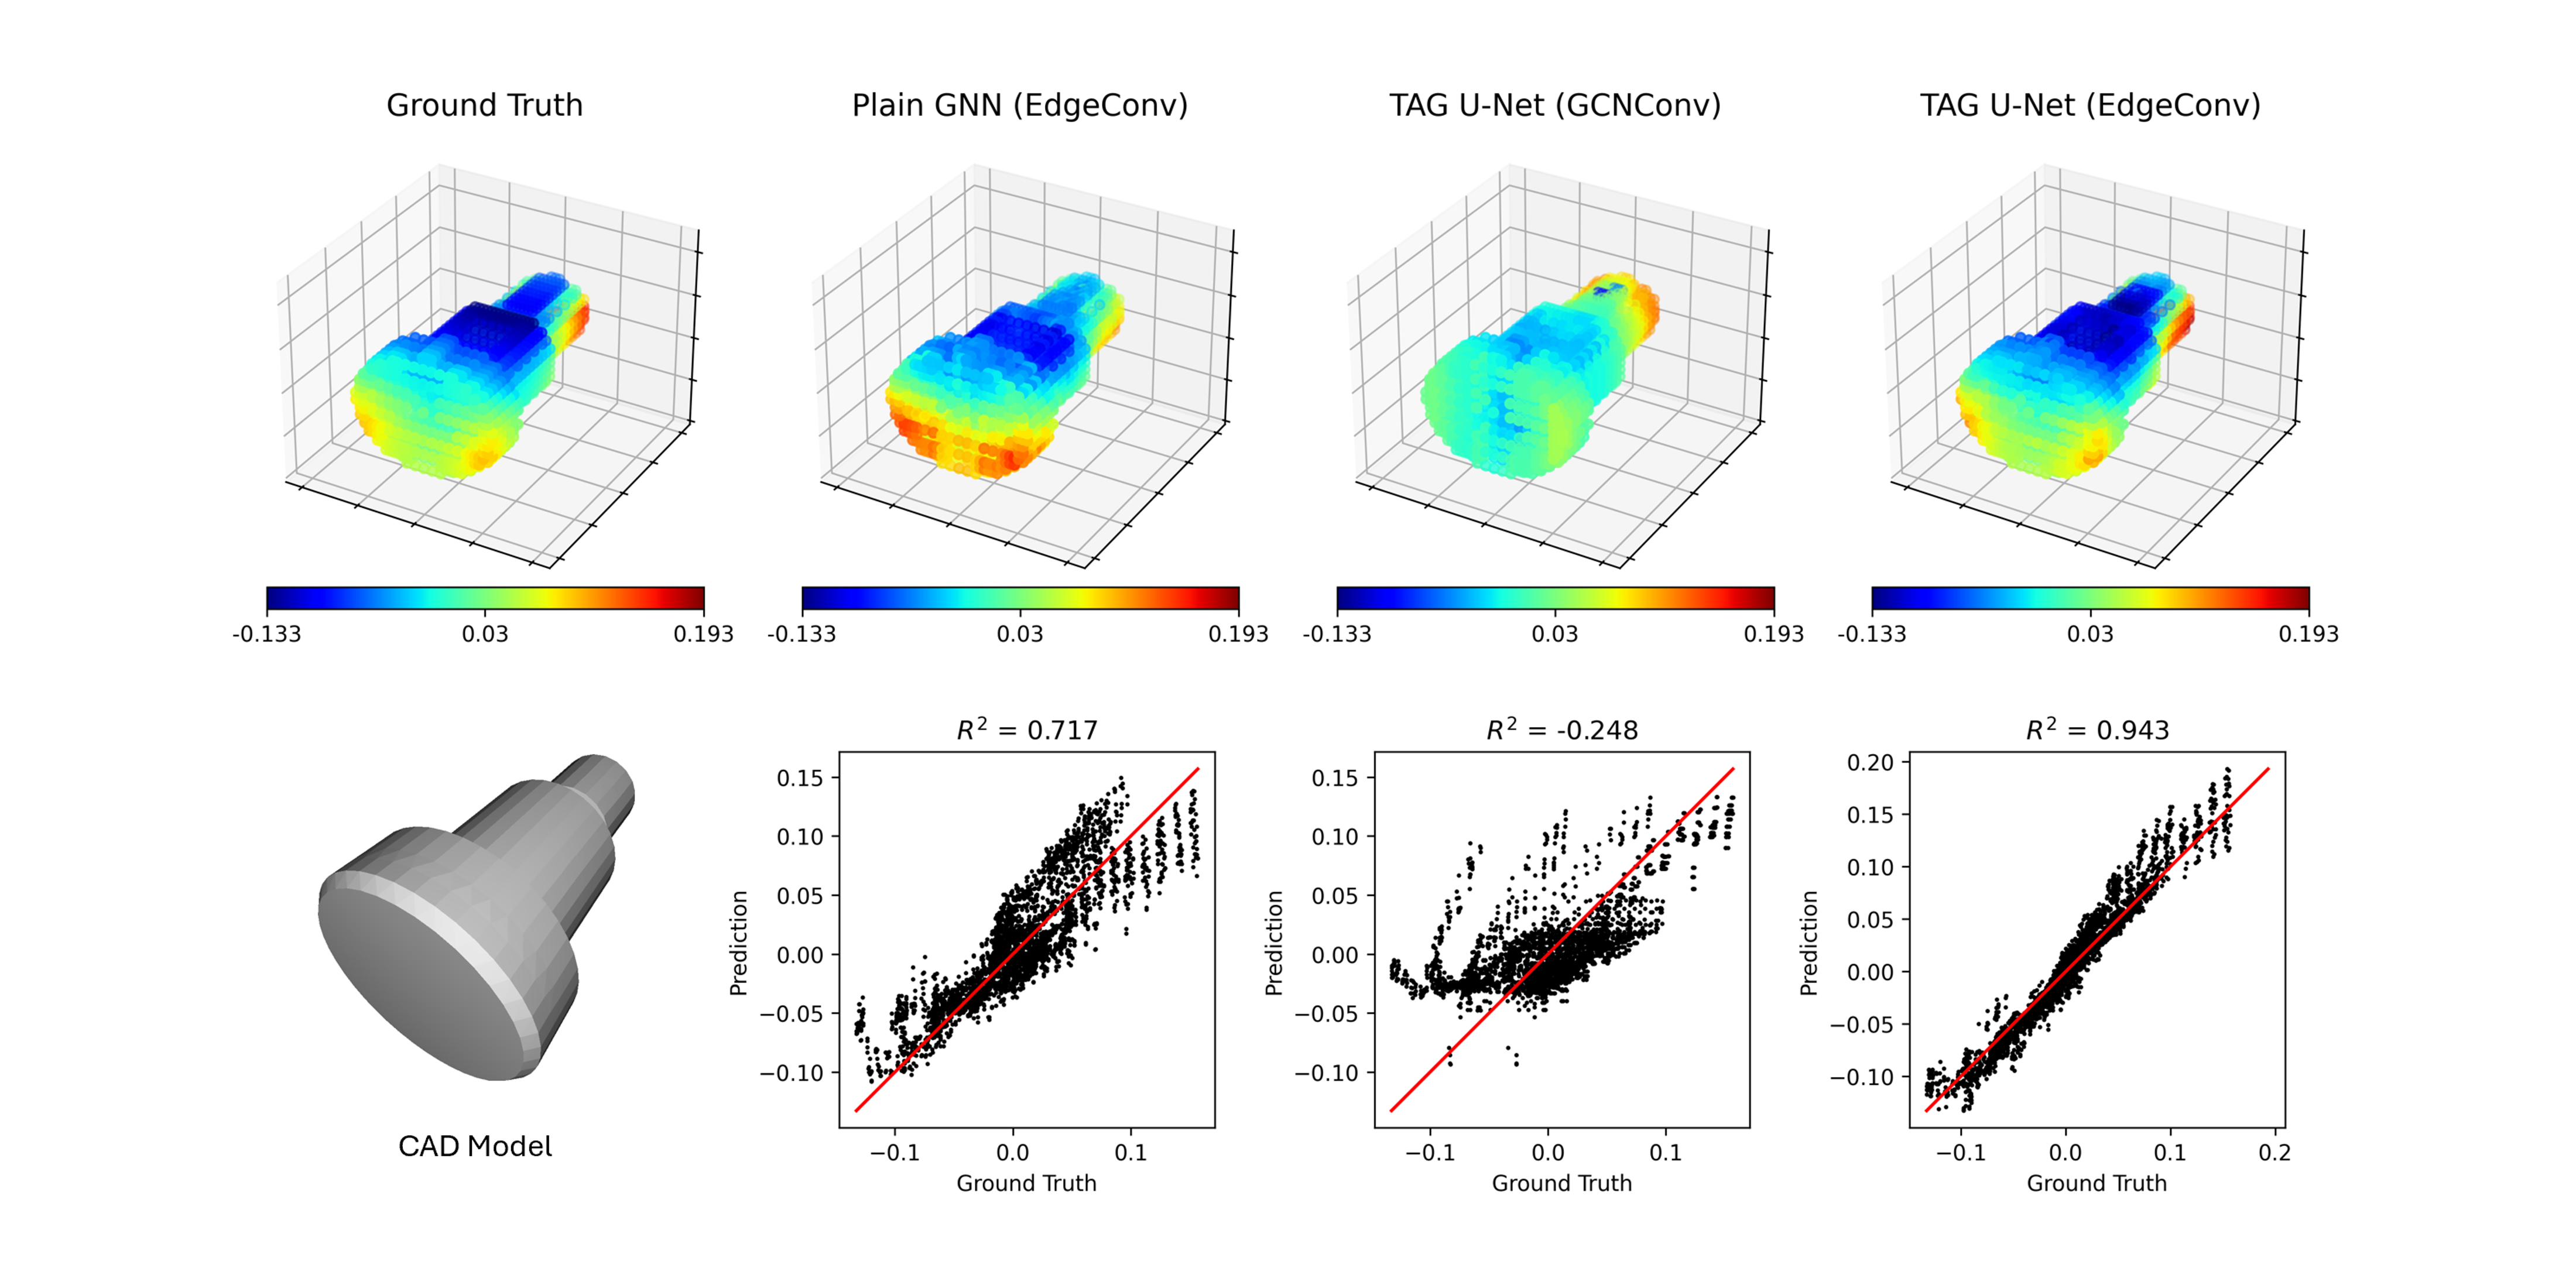 Ground Truth
Plain GNN (EdgeConv)
TAG U-Net (GCNConv)
TAG U-Net (EdgeConv)
-0.133 0.03 0.193
-0.133 0.03 0.193
-0.133 0.03 0.193
-0.133 0.03 0.193
CAD Model
R² = 0.717
Prediction
0.15
0.10
0.05
0.00
−0.05
−0.10
−0.1 0.0 0.1
Ground Truth
R² = -0.248
Prediction
0.15
0.10
0.05
0.00
−0.05
−0.10
−0.1 0.0 0.1
Ground Truth
R² = 0.943
Prediction
0.20
0.15
0.10
0.05
0.00
−0.05
−0.10
−0.1 0.0 0.1 0.2
Ground Truth